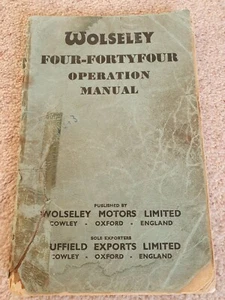 WOLSELEY
FOUR-FORTYFOUR
OPERATION
MANUAL
PUBLISHED BY
WOLSELEY MOTORS LIMITED
COWLEY - OXFORD - ENGLAND
SOLE EXPORTERS
UFFIELD EXPORTS LIMITED
COWLEY - OXFORD - ENGLAND